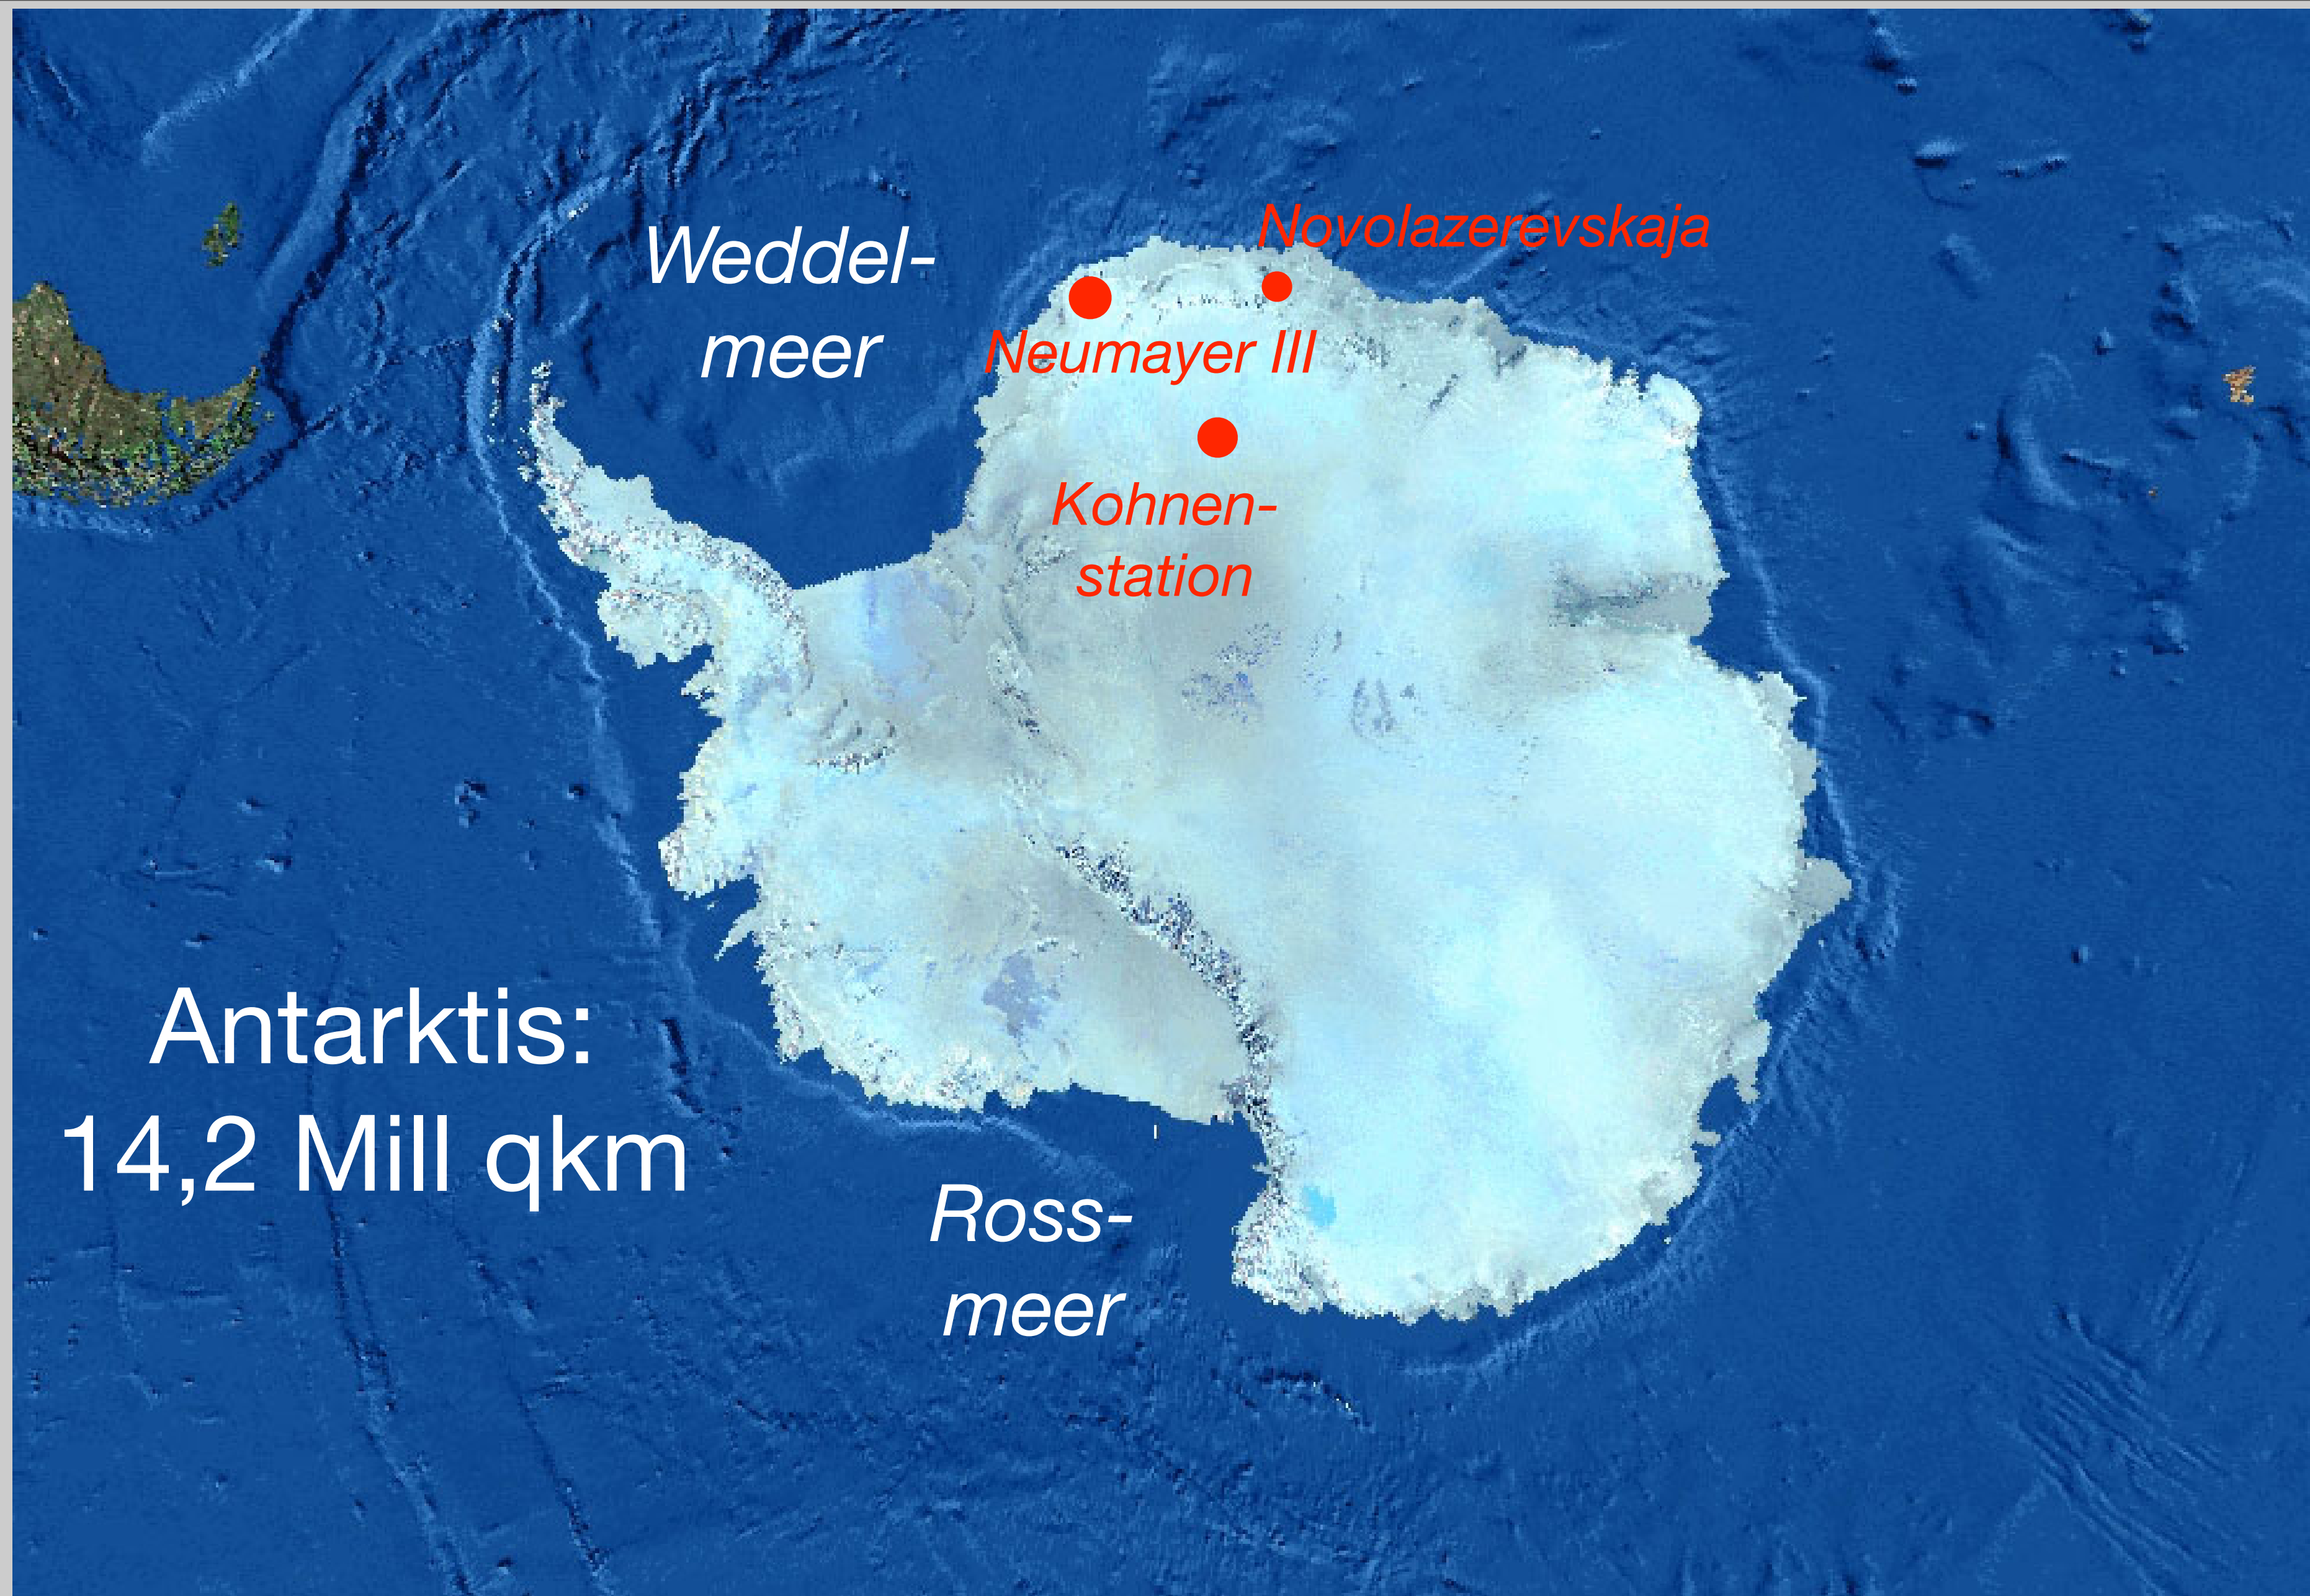 Novolazerevskaja
Weddel-
meer
Neumayer III
Kohnen-
station
Antarktis:
14,2 Mill qkm
Ross-
meer